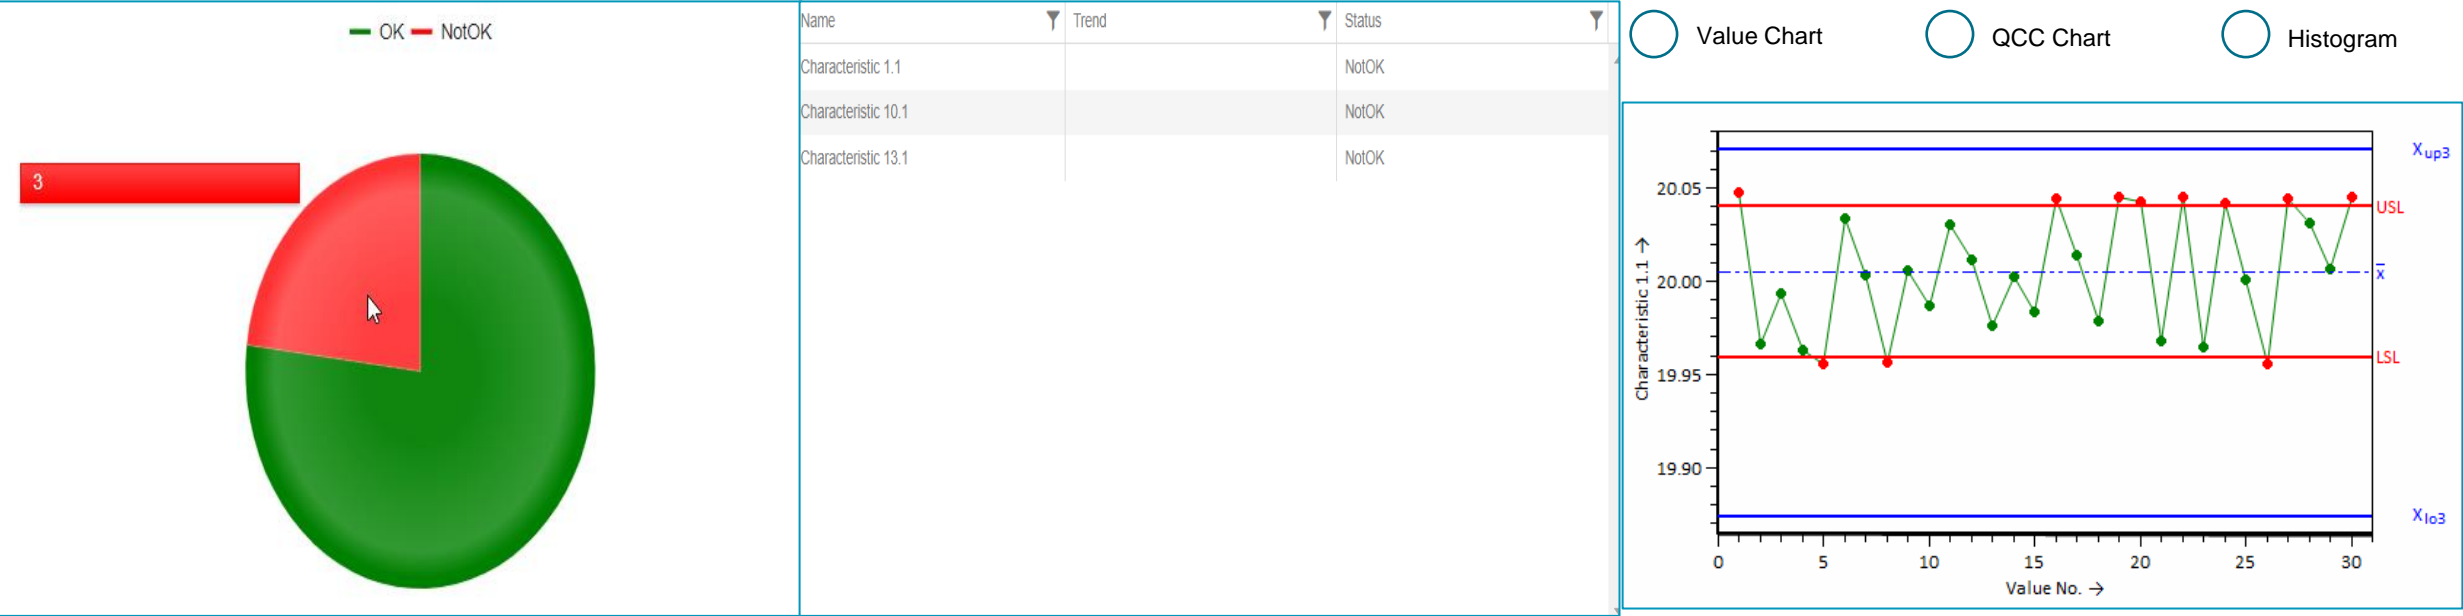 OK NotOK
3
Name Trend Status
Characteristic 1.1 NotOK
Characteristic 10.1 NotOK
Characteristic 13.1 NotOK
Value Chart QCC Chart Histogram
X up3
20.05
USL
x̄
20.00
LSL
19.95
19.90
X lo3
Characteristic 1.1 →
0 5 10 15 20 25 30
Value No. →